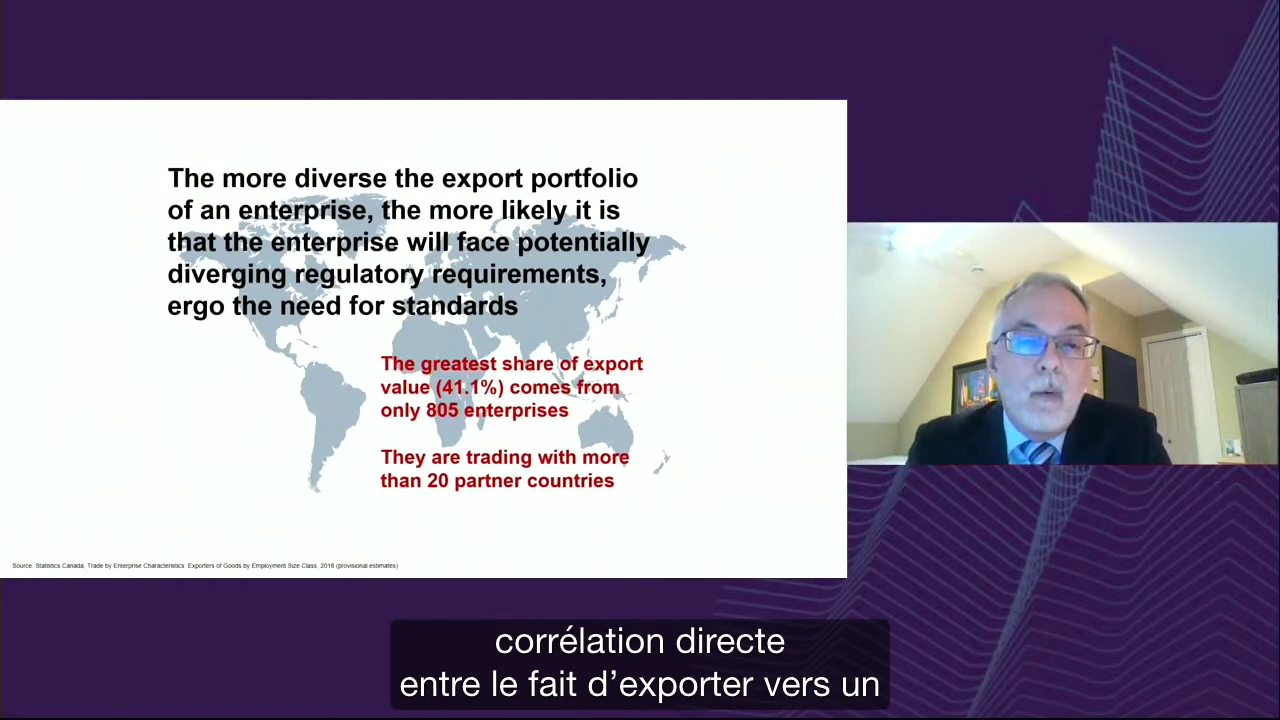 The more diverse the export portfolio
of an enterprise, the more likely it is
that the enterprise will face potentially
diverging regulatory requirements,
ergo the need for standards
The greatest share of export
value (41.1%) comes from
only 805 enterprises
They are trading with more
than 20 partner countries
Source: Statistics Canada, Trade by Enterprise Characteristics: Exporters of Goods by Employment Size Class, 2018 (provisional estimates)
corrélation directe
entre le fait d’exporter vers un